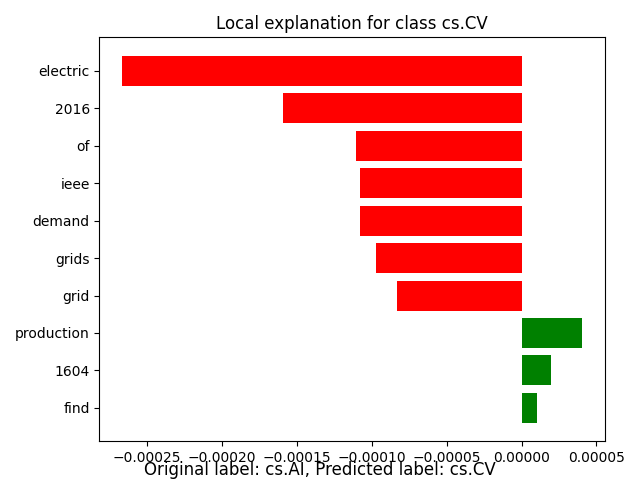 Local explanation for class cs.CV
electric
2016
of
ieee
demand
grids
grid
production
1604
find
−0.00025 −0.00020 −0.00015 −0.00010 −0.00005 0.00000 0.00005
Original label: cs.AI, Predicted label: cs.CV